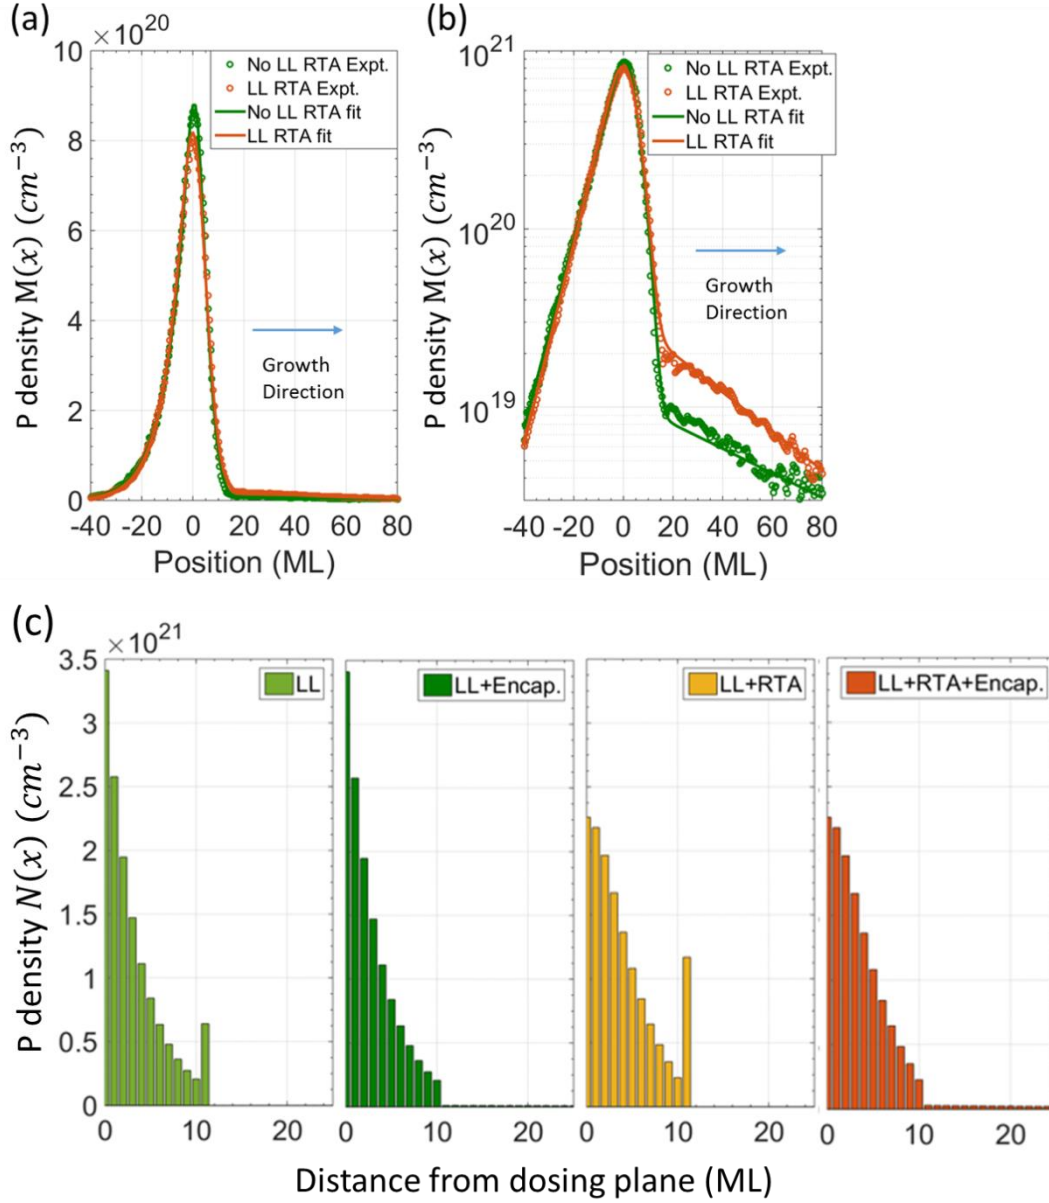 (a)
×10^20
10
8
6
4
2
0
P density M(x) (cm^−3)
No LL RTA Expt.
LL RTA Expt.
No LL RTA fit
LL RTA fit
Growth
Direction
-40 -20 0 20 40 60 80
Position (ML)
(b)
10^21
10^20
10^19
P density M(x) (cm^−3)
No LL RTA Expt.
LL RTA Expt.
No LL RTA fit
LL RTA fit
Growth
Direction
-40 -20 0 20 40 60 80
Position (ML)
(c)
×10^21
3.5
3
2.5
2
1.5
1
0.5
0
P density N(x) (cm^−3)
LL
LL+Encap.
LL+RTA
LL+RTA+Encap.
0 10 20
0 10 20
0 10 20
0 10 20
Distance from dosing plane (ML)